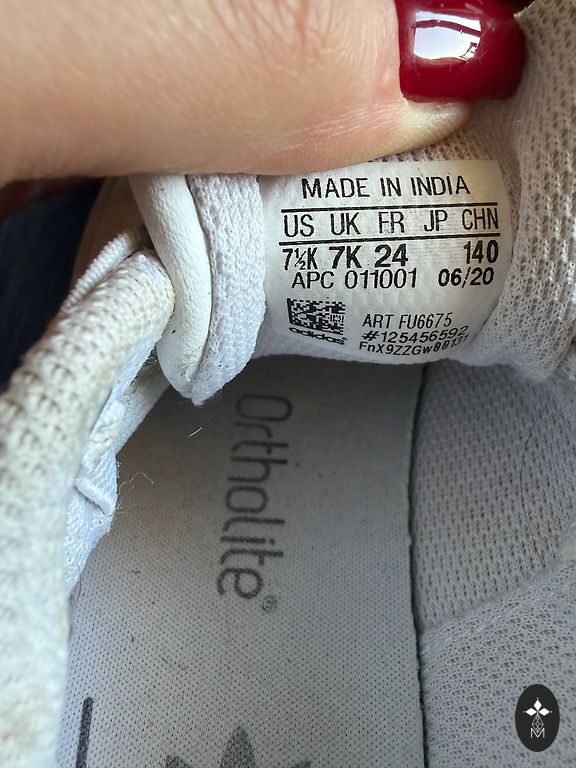 MADE IN INDIA
US UK FR JP CHN
7½K 7K 24 140
APC 011001 06/20
ART FU6675
adidas #125456592
FnX9ZZGw00131
Ortholite®
M